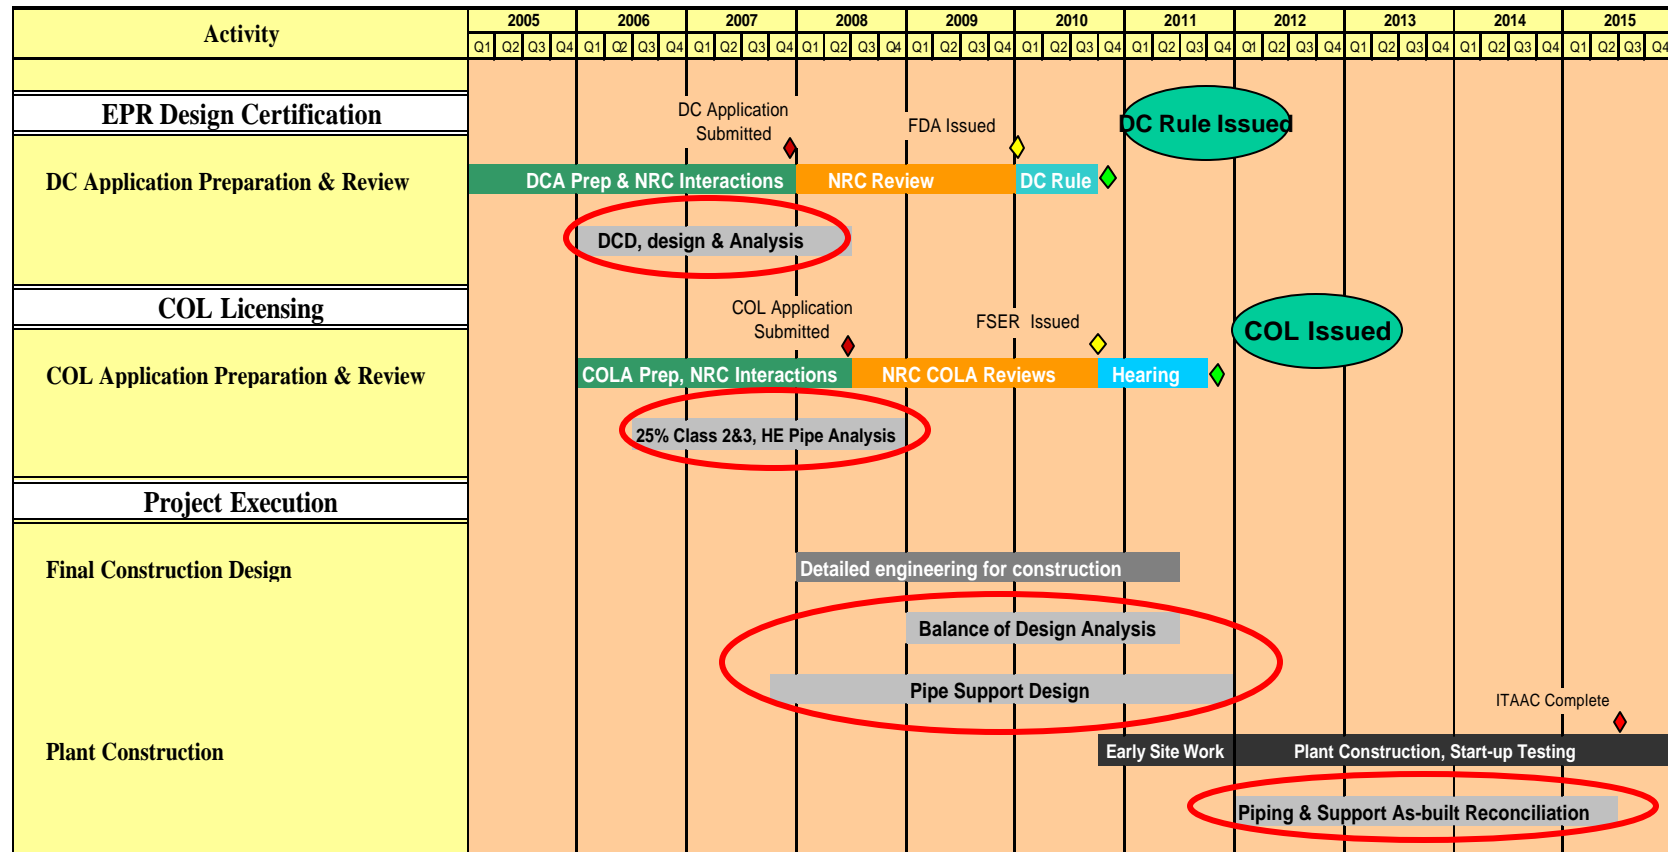 Activity
2005 2006 2007 2008 2009 2010 2011 2012 2013 2014 2015
Q1 Q2 Q3 Q4 Q1 Q2 Q3 Q4 Q1 Q2 Q3 Q4 Q1 Q2 Q3 Q4 Q1 Q2 Q3 Q4 Q1 Q2 Q3 Q4 Q1 Q2 Q3 Q4 Q1 Q2 Q3 Q4 Q1 Q2 Q3 Q4 Q1 Q2 Q3 Q4 Q1 Q2 Q3 Q4
EPR Design Certification
DC Application
Submitted
FDA Issued
DC Rule Issued
DC Application Preparation & Review
DCA Prep & NRC Interactions
NRC Review
DC Rule
DCD, design & Analysis
COL Licensing
COL Application
Submitted
FSER Issued
COL Issued
COL Application Preparation & Review
COLA Prep, NRC Interactions
NRC COLA Reviews
Hearing
25% Class 2&3, HE Pipe Analysis
Project Execution
Final Construction Design
Detailed engineering for construction
Balance of Design Analysis
Pipe Support Design
ITAAC Complete
Plant Construction
Early Site Work
Plant Construction, Start-up Testing
Piping & Support As-built Reconciliation